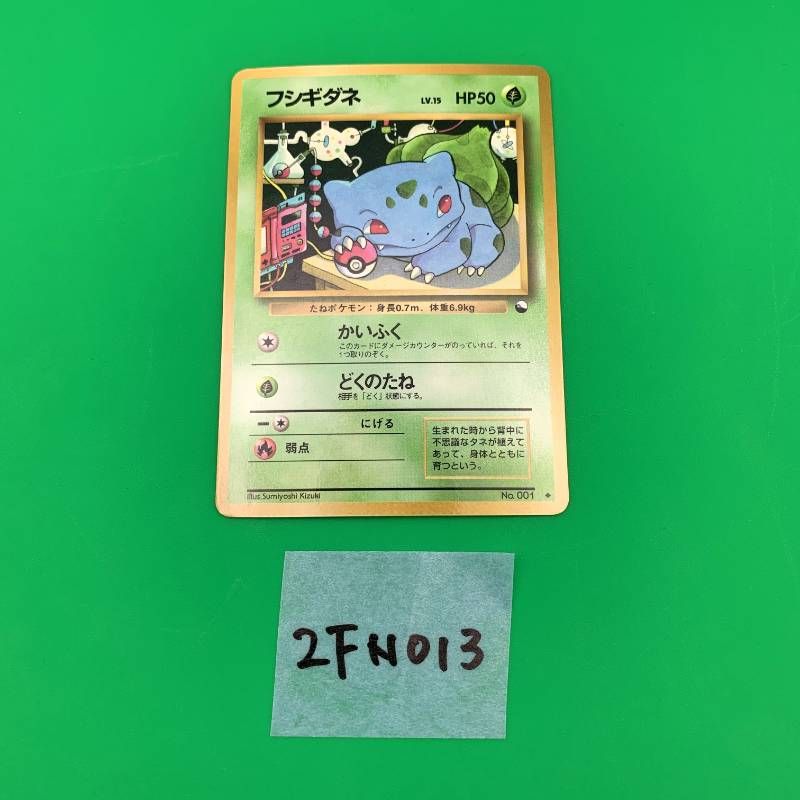 フシギダネ LV.15 HP50
たねポケモン：身長0.7m、体重6.9kg
かいふく
このカードにダメージカウンターがのっていれば、それを
1つ取りのぞく。
どくのたね
相手を「どく」状態にする。
にげる
弱点
生まれた時から背中に
不思議なタネが植えて
あって、身体とともに
育つという。
Illus.Sumiyoshi Kizuki No. 001
2FN013